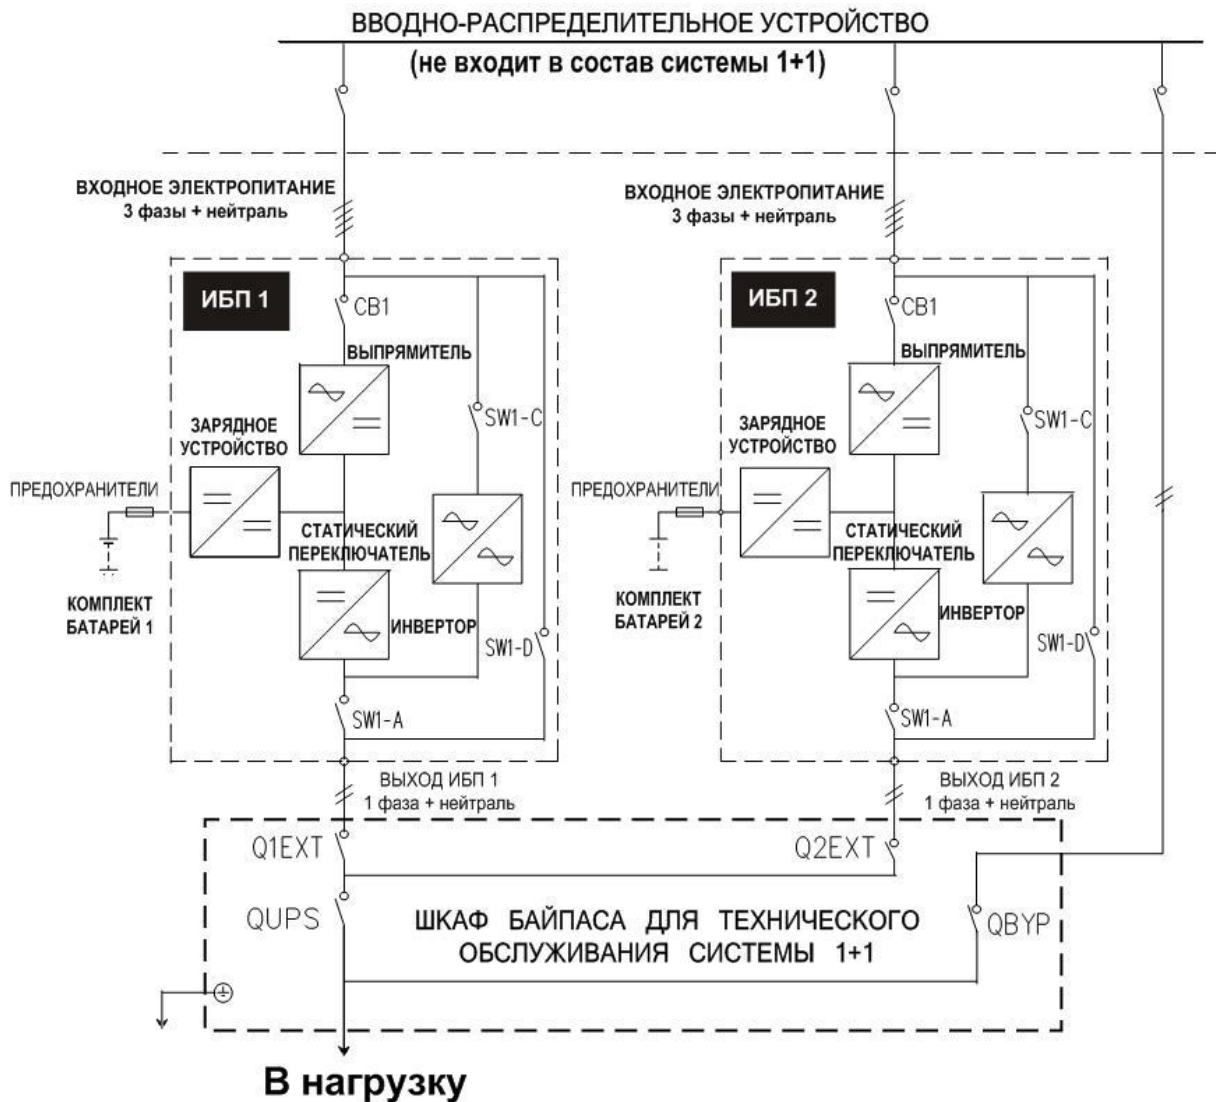 ВВОДНО-РАСПРЕДЕЛИТЕЛЬНОЕ УСТРОЙСТВО
(не входит в состав системы 1+1)
ВХОДНОЕ ЭЛЕКТРОПИТАНИЕ
3 фазы + нейтраль
ВХОДНОЕ ЭЛЕКТРОПИТАНИЕ
3 фазы + нейтраль
ИБП 1
CB1
ВЫПРЯМИТЕЛЬ
SW1-C
ЗАРЯДНОЕ
УСТРОЙСТВО
ПРЕДОХРАНИТЕЛИ
СТАТИЧЕСКИЙ
ПЕРЕКЛЮЧАТЕЛЬ
КОМПЛЕКТ
БАТАРЕЙ 1
ИНВЕРТОР
SW1-D
SW1-A
ИБП 2
CB1
ВЫПРЯМИТЕЛЬ
SW1-C
ЗАРЯДНОЕ
УСТРОЙСТВО
ПРЕДОХРАНИТЕЛИ
СТАТИЧЕСКИЙ
ПЕРЕКЛЮЧАТЕЛЬ
КОМПЛЕКТ
БАТАРЕЙ 2
ИНВЕРТОР
SW1-D
SW1-A
ВЫХОД ИБП 1
1 фаза + нейтраль
ВЫХОД ИБП 2
1 фаза + нейтраль
Q1EXT
Q2EXT
QUPS
ШКАФ БАЙПАСА ДЛЯ ТЕХНИЧЕСКОГО
ОБСЛУЖИВАНИЯ СИСТЕМЫ 1+1
QBYP
В нагрузку